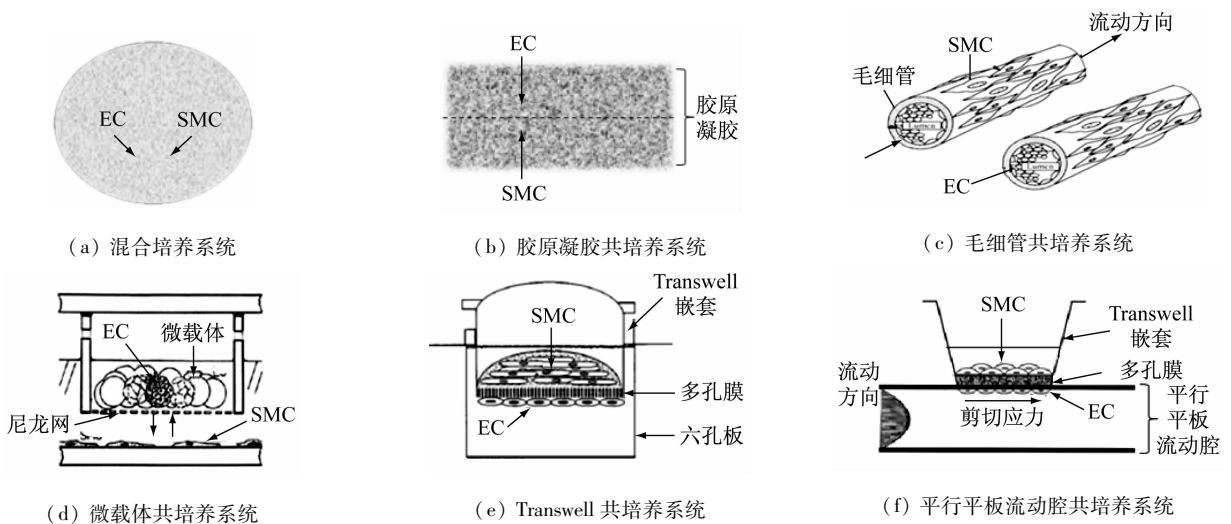 EC
SMC
(a) 混合培养系统
EC
胶原
凝胶
SMC
(b) 胶原凝胶共培养系统
流动方向
SMC
毛细管
Lumen
Lumen
EC
(c) 毛细管共培养系统
EC
微载体
尼龙网
SMC
(d) 微载体共培养系统
Transwell
嵌套
SMC
多孔膜
EC
六孔板
(e) Transwell 共培养系统
SMC
Transwell
嵌套
多孔膜
流动
方向
EC
剪切应力
平行
平板
流动腔
(f) 平行平板流动腔共培养系统